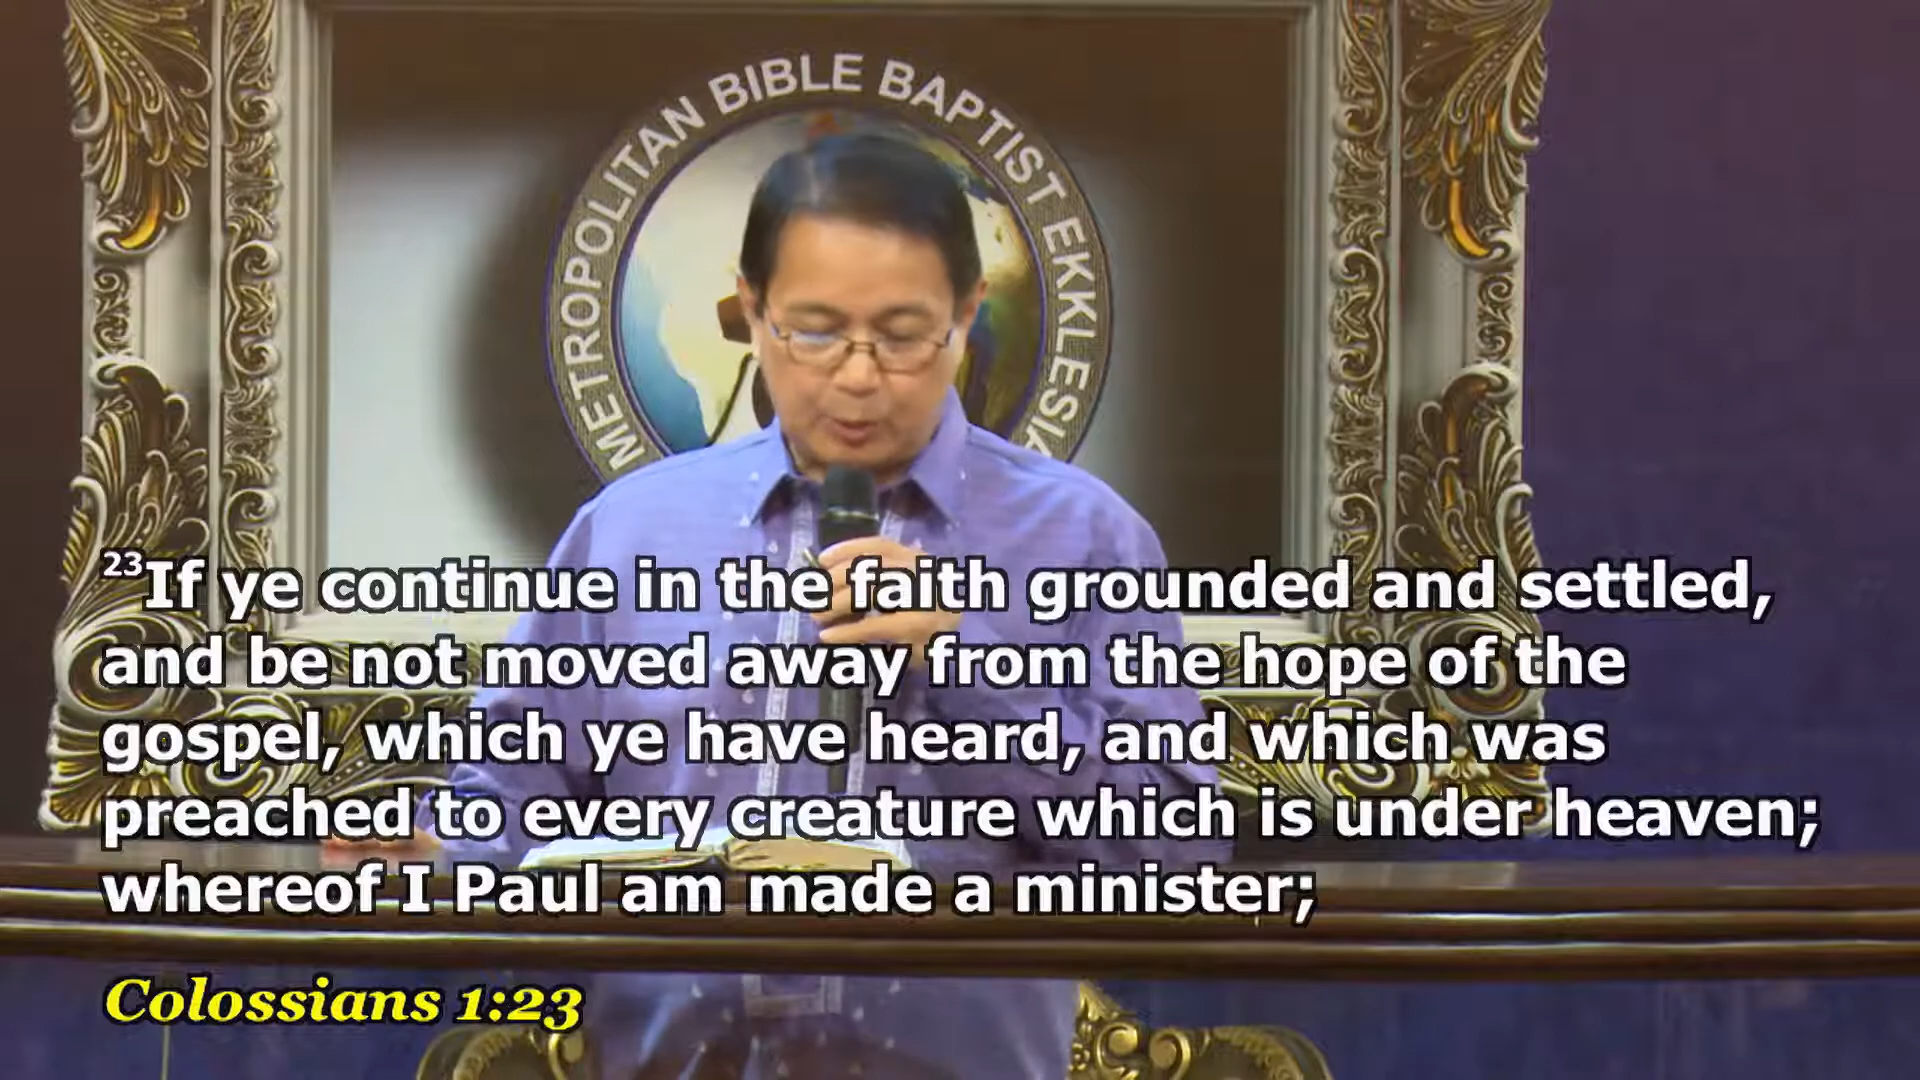 METROPOLITAN BIBLE BAPTIST EKKLESIA
23If ye continue in the faith grounded and settled,
and be not moved away from the hope of the
gospel, which ye have heard, and which was
preached to every creature which is under heaven;
whereof I Paul am made a minister;
Colossians 1:23